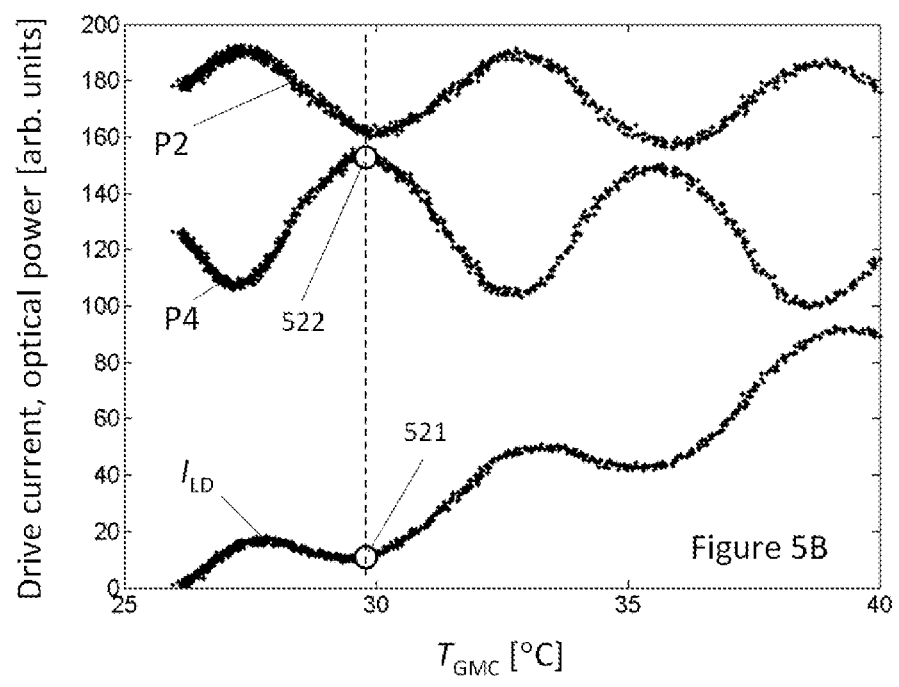 Drive current, optical power [arb. units]
200
180
160
140
120
100
80
60
40
20
0
P2
P4
522
521
I_LD
Figure 5B
25
30
35
40
T_GMC [°C]